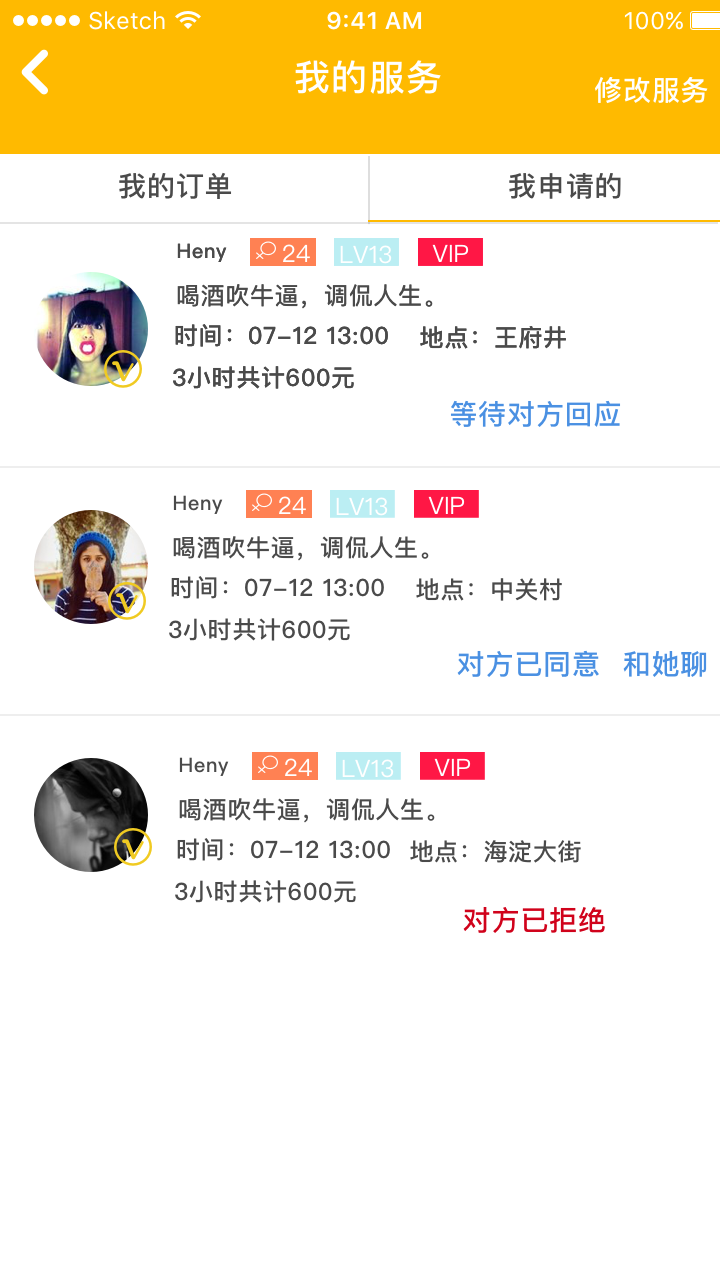 Sketch 9:41 AM 100%
我的服务
修改服务
我的订单 我申请的
Heny 24 LV13 VIP
喝酒吹牛逼，调侃人生。
时间：07-12 13:00 地点：王府井
3小时共计600元
等待对方回应
Heny 24 LV13 VIP
喝酒吹牛逼，调侃人生。
时间：07-12 13:00 地点：中关村
3小时共计600元
对方已同意 和她聊
Heny 24 LV13 VIP
喝酒吹牛逼，调侃人生。
时间：07-12 13:00 地点：海淀大街
3小时共计600元
对方已拒绝